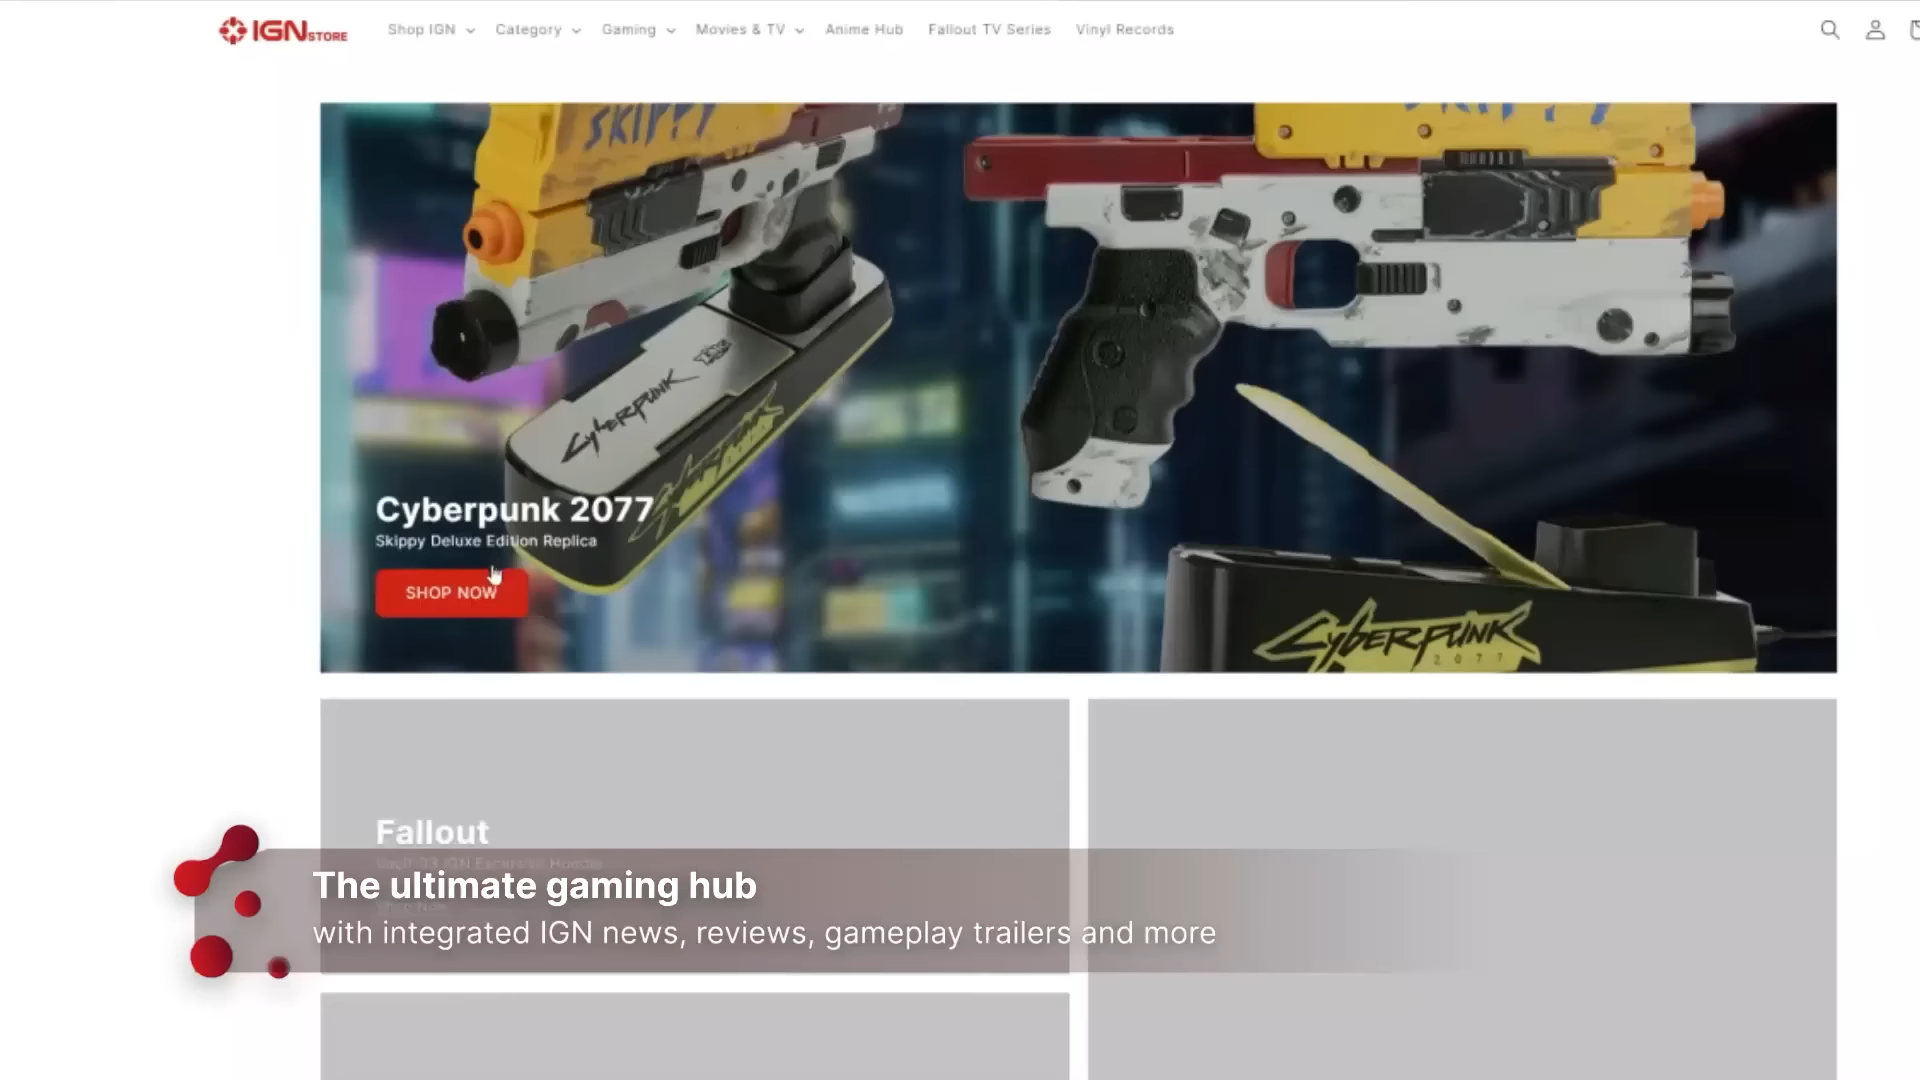 IGN STORE
Shop IGN
Category
Gaming
Movies & TV
Anime Hub
Fallout TV Series
Vinyl Records
SKIPPY
CYBERPUNK
CYBERPUNK
2077
Cyberpunk 2077
Skippy Deluxe Edition Replica
SHOP NOW
Fallout
Shop Now
The ultimate gaming hub
with integrated IGN news, reviews, gameplay trailers and more